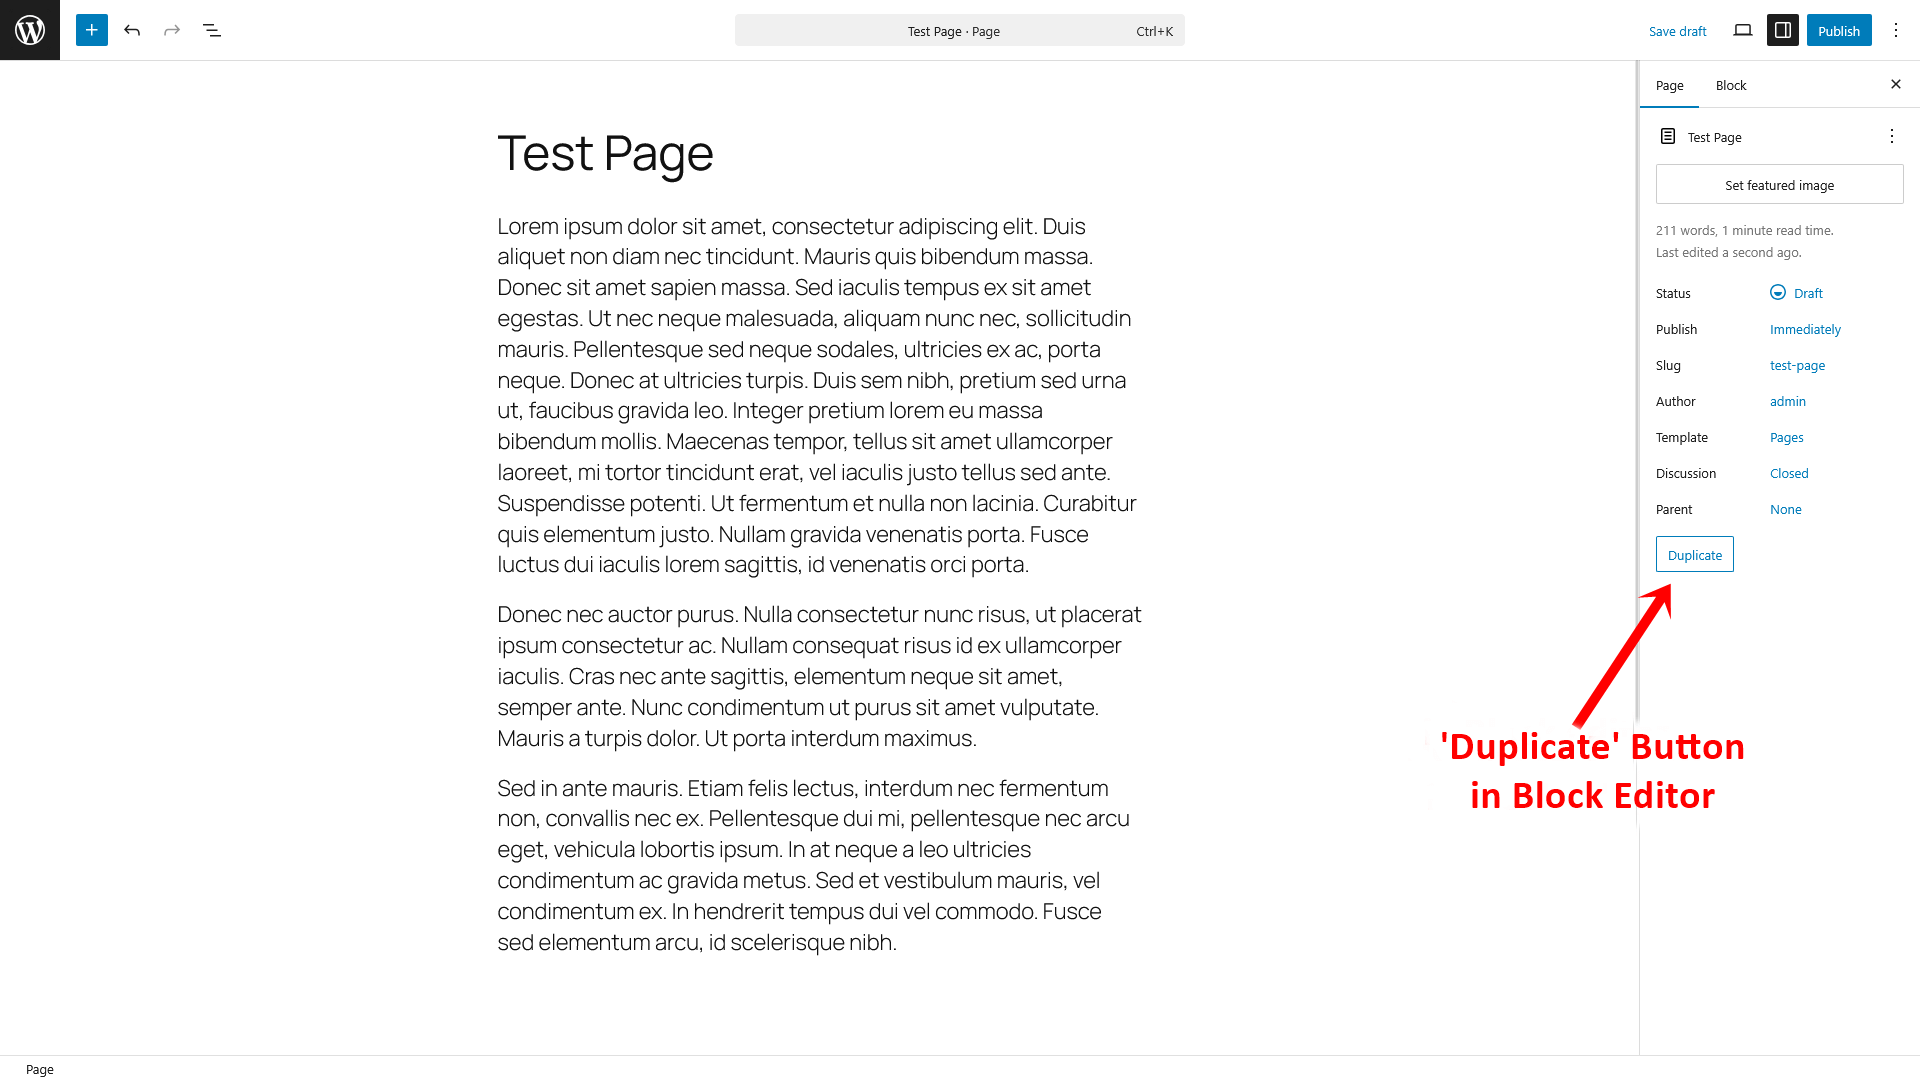 Test Page · Page Ctrl+K
Save draft
Publish
Page Block
Test Page
Set featured image
211 words, 1 minute read time.
Last edited a second ago.
Status Draft
Publish Immediately
Slug test-page
Author admin
Template Pages
Discussion Closed
Parent None
Duplicate
'Duplicate' Button
in Block Editor
Test Page
Lorem ipsum dolor sit amet, consectetur adipiscing elit. Duis
aliquet non diam nec tincidunt. Mauris quis bibendum massa.
Donec sit amet sapien massa. Sed iaculis tempus ex sit amet
egestas. Ut nec neque malesuada, aliquam nunc nec, sollicitudin
mauris. Pellentesque sed neque sodales, ultricies ex ac, porta
neque. Donec at ultricies turpis. Duis sem nibh, pretium sed urna
ut, faucibus gravida leo. Integer pretium lorem eu massa
bibendum mollis. Maecenas tempor, tellus sit amet ullamcorper
laoreet, mi tortor tincidunt erat, vel iaculis justo tellus sed ante.
Suspendisse potenti. Ut fermentum et nulla non lacinia. Curabitur
quis elementum justo. Nullam gravida venenatis porta. Fusce
luctus dui iaculis lorem sagittis, id venenatis orci porta.
Donec nec auctor purus. Nulla consectetur nunc risus, ut placerat
ipsum consectetur ac. Nullam consequat risus id ex ullamcorper
iaculis. Cras nec ante sagittis, elementum neque sit amet,
semper ante. Nunc condimentum ut purus sit amet vulputate.
Mauris a turpis dolor. Ut porta interdum maximus.
Sed in ante mauris. Etiam felis lectus, interdum nec fermentum
non, convallis nec ex. Pellentesque dui mi, pellentesque nec arcu
eget, vehicula lobortis ipsum. In at neque a leo ultricies
condimentum ac gravida metus. Sed et vestibulum mauris, vel
condimentum ex. In hendrerit tempus dui vel commodo. Fusce
sed elementum arcu, id scelerisque nibh.
Page